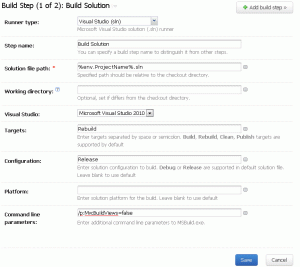 Build Step (1 of 2): Build Solution
Add build step »
Runner type:
Visual Studio (sln)
Microsoft Visual Studio solution (sln) runner
Step name:
Build Solution
You can specify a build step name to distinguish it from other steps.
Solution file path: *
%env.ProjectName%.sln
Specified path should be relative to the checkout directory.
Working directory:
Optional, set if differs from the checkout directory.
Visual Studio:
Microsoft Visual Studio 2010
Targets:
Rebuild
Enter targets separated by space or semicolon. Build, Rebuild, Clean, Publish targets are
supported by default
Configuration:
Release
Enter solution configuration to build. Debug or Release are supported in default solution file.
Leave blank to use default
Platform:
Enter solution platform for the build. Leave blank to use default
Command line
parameters:
/p:MvcBuildViews=false
Enter additional command line parameters to MSBuild.exe.
Save
Cancel